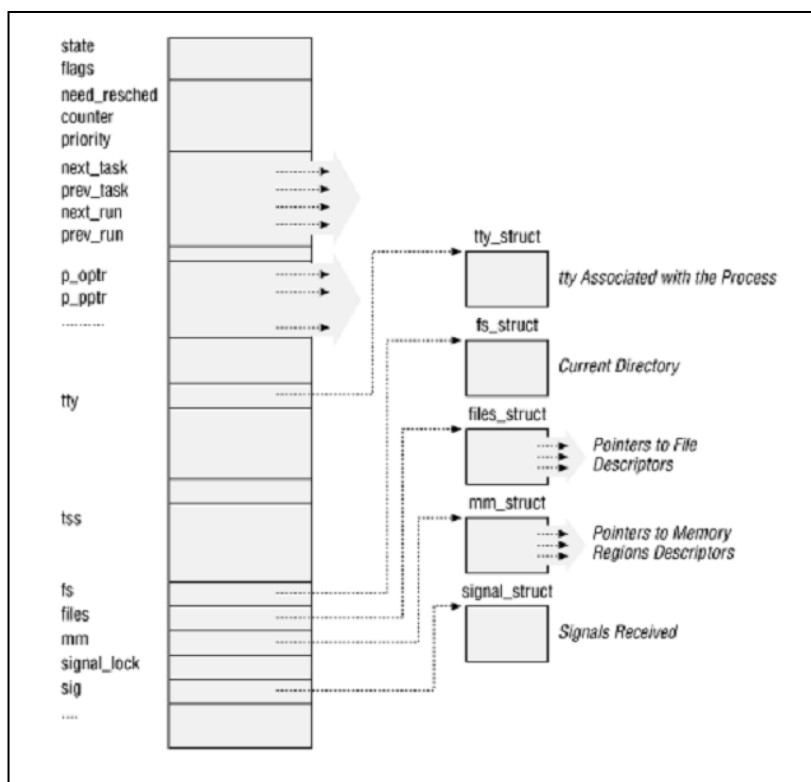 state
flags
need_resched
counter
priority
next_task
prev_task
next_run
prev_run
p_optr
p_pptr
..........
tty
tss
fs
files
mm
signal_lock
sig
....
tty_struct
tty Associated with the Process
fs_struct
Current Directory
files_struct
Pointers to File
Descriptors
mm_struct
Pointers to Memory
Regions Descriptors
signal_struct
Signals Received